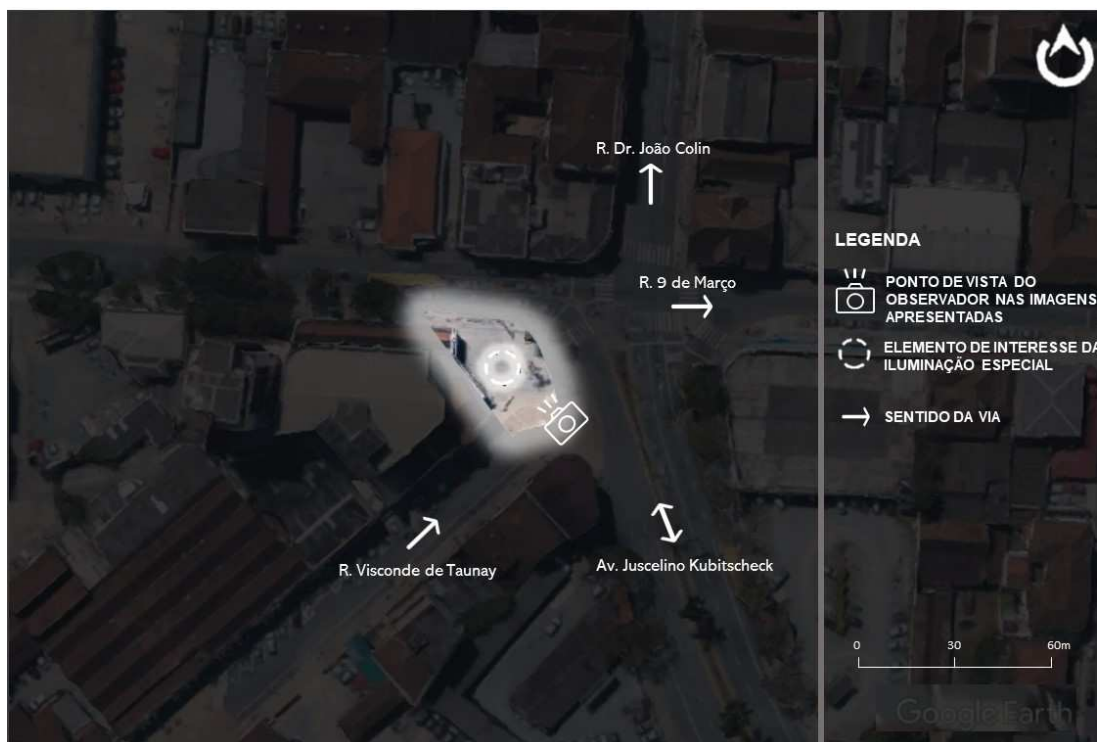 R. Dr. João Colin
R. 9 de Março
LEGENDA
PONTO DE VISTA DO
OBSERVADOR NAS IMAGENS
APRESENTADAS
ELEMENTO DE INTERESSE DA
ILUMINAÇÃO ESPECIAL
SENTIDO DA VIA
R. Visconde de Taunay
Av. Juscelino Kubitscheck
0 30 60m
Google Earth